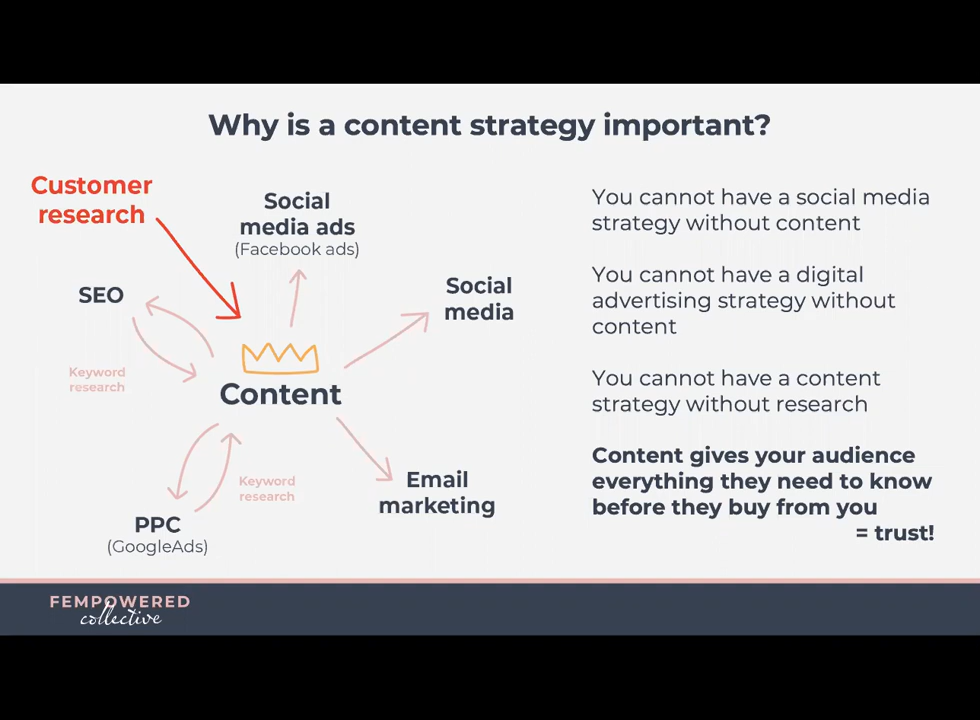 Why is a content strategy important?
Customer
research
Social
media ads
(Facebook ads)
SEO
Social
media
Keyword
research
Content
Keyword
research
Email
marketing
PPC
(GoogleAds)
You cannot have a social media
strategy without content
You cannot have a digital
advertising strategy without
content
You cannot have a content
strategy without research
Content gives your audience
everything they need to know
before they buy from you
= trust!
FEMPOWERED
collective